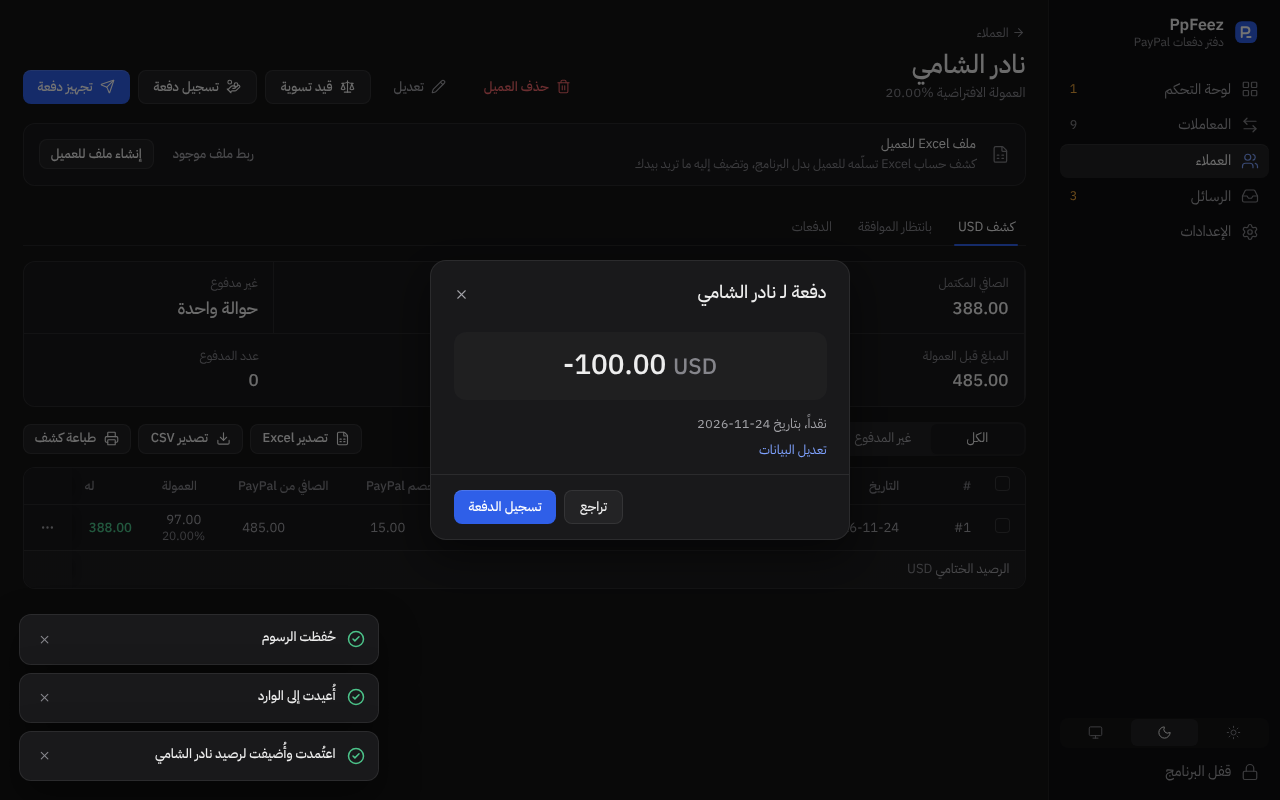 PpFeez
دفتر دفعات PayPal
لوحة التحكم 1
المعاملات 9
العملاء
الرسائل 3
الإعدادات
قفل البرنامج
العملاء
نادر الشامي
العمولة الافتراضية 20.00%
حذف العميل
تعديل
قيد تسوية
تسجيل دفعة
تجهيز دفعة
ملف Excel للعميل
كشف حساب Excel تسلّمه للعميل بدل البرنامج، وتضيف إليه ما تريد بيدك
ربط ملف موجود
إنشاء ملف للعميل
كشف USD
بانتظار الموافقة
الدفعات
الصافي المكتمل
388.00
غير مدفوع
حوالة واحدة
المبلغ قبل العمولة
485.00
عدد المدفوع
0
دفعة لـ نادر الشامي
-100.00 USD
نقداً، بتاريخ 24-11-2026
تعديل البيانات
تراجع
تسجيل الدفعة
الكل
غير المدفوع
تصدير Excel
تصدير CSV
طباعة كشف
# التاريخ PayPal الصافي من PayPal العمولة له
#1 6-11-24 15.00 485.00 97.00 388.00
20.00%
الرصيد الختامي USD
حُفظت الرسوم
أُعيدت إلى الوارد
اعتُمدت وأُضيفت لرصيد نادر الشامي